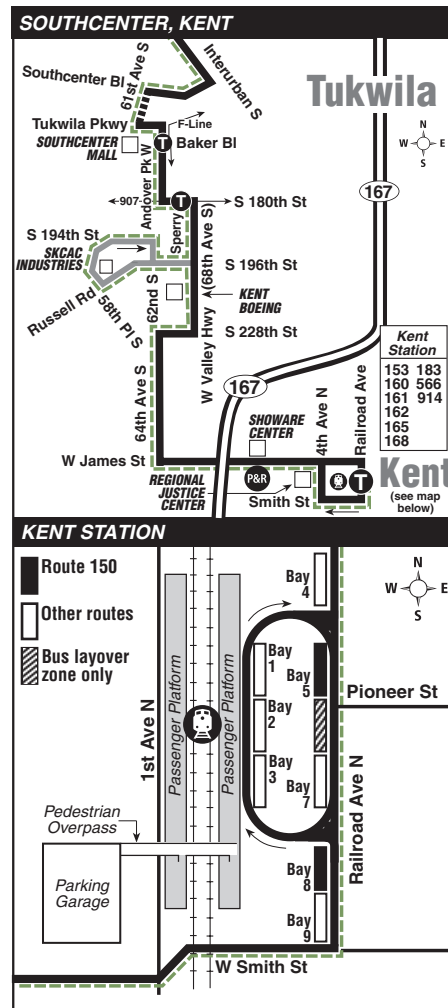 SOUTHCENTER, KENT
Southcenter Bl
61st Ave S
Interurban S
Tukwila
Tukwila Pkwy
F-Line
SOUTHCENTER
MALL
T
Baker Bl
Andover Pk W
N
W
E
S
167
907
T
S 180th St
Sperry
S 194th St
SKCAC
INDUSTRIES
S 196th St
Russell Rd
58th Pl S
62nd S
W Valley Hwy (68th Ave S)
KENT
BOEING
S 228th St
64th Ave S
167
Kent
Station
153 183
160 566
161 914
162
165
168
SHOWARE
CENTER
4th Ave N
Railroad Ave
W James St
REGIONAL
JUSTICE
CENTER
P&R
Smith St
T
Kent
(see map
below)
KENT STATION
Route 150
Other routes
Bus layover
zone only
1st Ave N
Passenger Platform
Passenger Platform
Bay
4
N
W
E
S
Bay
1
Bay
5
Pioneer St
Bay
2
Bay
3
Bay
7
Railroad Ave N
Pedestrian
Overpass
Parking
Garage
Bay
8
Bay
9
W Smith St